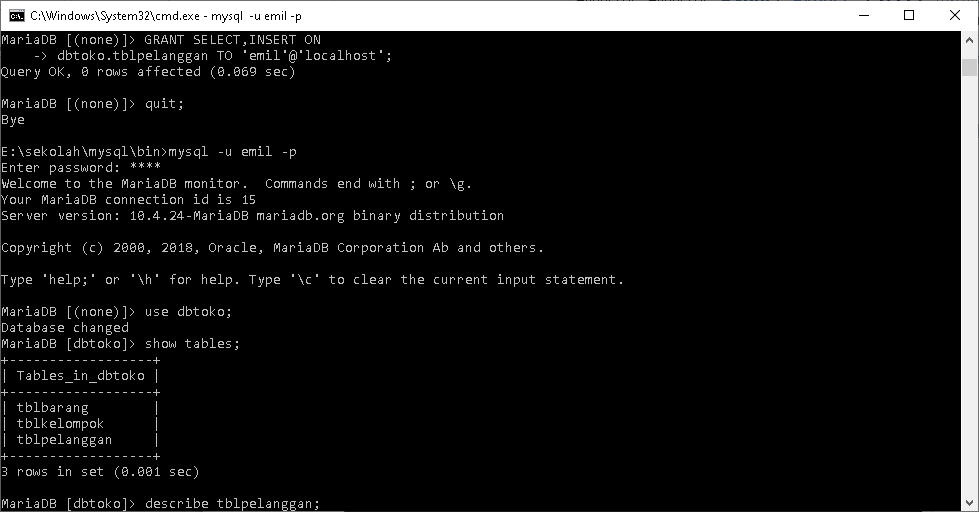 C:\Windows\System32\cmd.exe - mysql -u emil -p
MariaDB [(none)]> GRANT SELECT,INSERT ON
    -> dbtoko.tblpelanggan TO 'emil'@'localhost';
Query OK, 0 rows affected (0.069 sec)

MariaDB [(none)]> quit;
Bye

E:\sekolah\mysql\bin>mysql -u emil -p
Enter password: ****
Welcome to the MariaDB monitor.  Commands end with ; or \g.
Your MariaDB connection id is 15
Server version: 10.4.24-MariaDB mariadb.org binary distribution

Copyright (c) 2000, 2018, Oracle, MariaDB Corporation Ab and others.

Type 'help;' or '\h' for help. Type '\c' to clear the current input statement.

MariaDB [(none)]> use dbtoko;
Database changed
MariaDB [dbtoko]> show tables;
+------------------+
| Tables_in_dbtoko |
+------------------+
| tblbarang        |
| tblkelompok      |
| tblpelanggan     |
+------------------+
3 rows in set (0.001 sec)

MariaDB [dbtoko]> describe tblpelanggan;